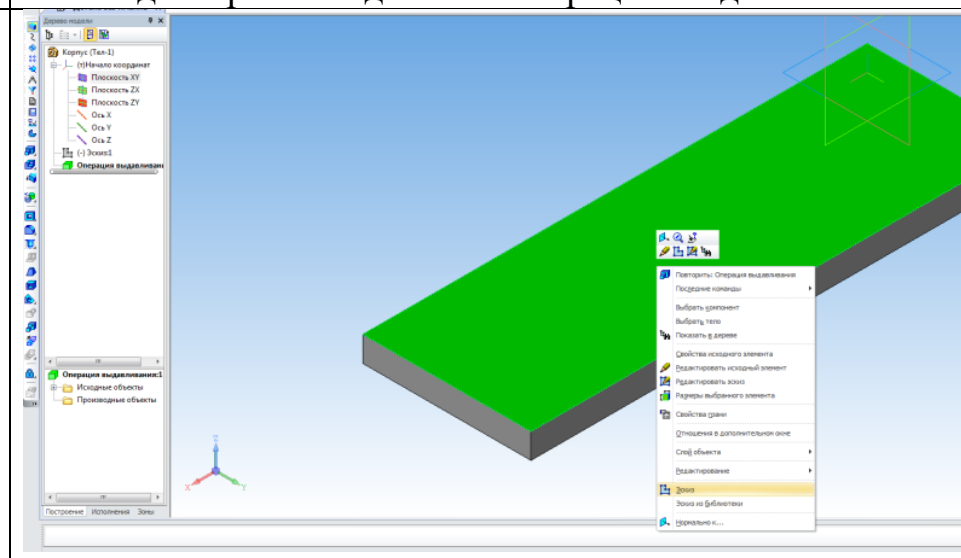 Дерево модели
Корпус (Тел-1)
(т)Начало координат
Плоскость XY
Плоскость ZX
Плоскость ZY
Ось X
Ось Y
Ось Z
(-) Эскиз:1
Операция выдавливани
Операция выдавливания:1
Исходные объекты
Производные объекты
Построение Исполнения Зоны
Z
X
Y
Повторить: Операция выдавливания
Последние команды
Выбрать компонент
Выбрать тело
Показать в дереве
Свойства исходного элемента
Редактировать исходный элемент
Редактировать эскиз
Размеры выбранного элемента
Свойства грани
Отношения в дополнительном окне
Слой объекта
Редактирование
Эскиз
Эскиз из библиотеки
Нормально к...